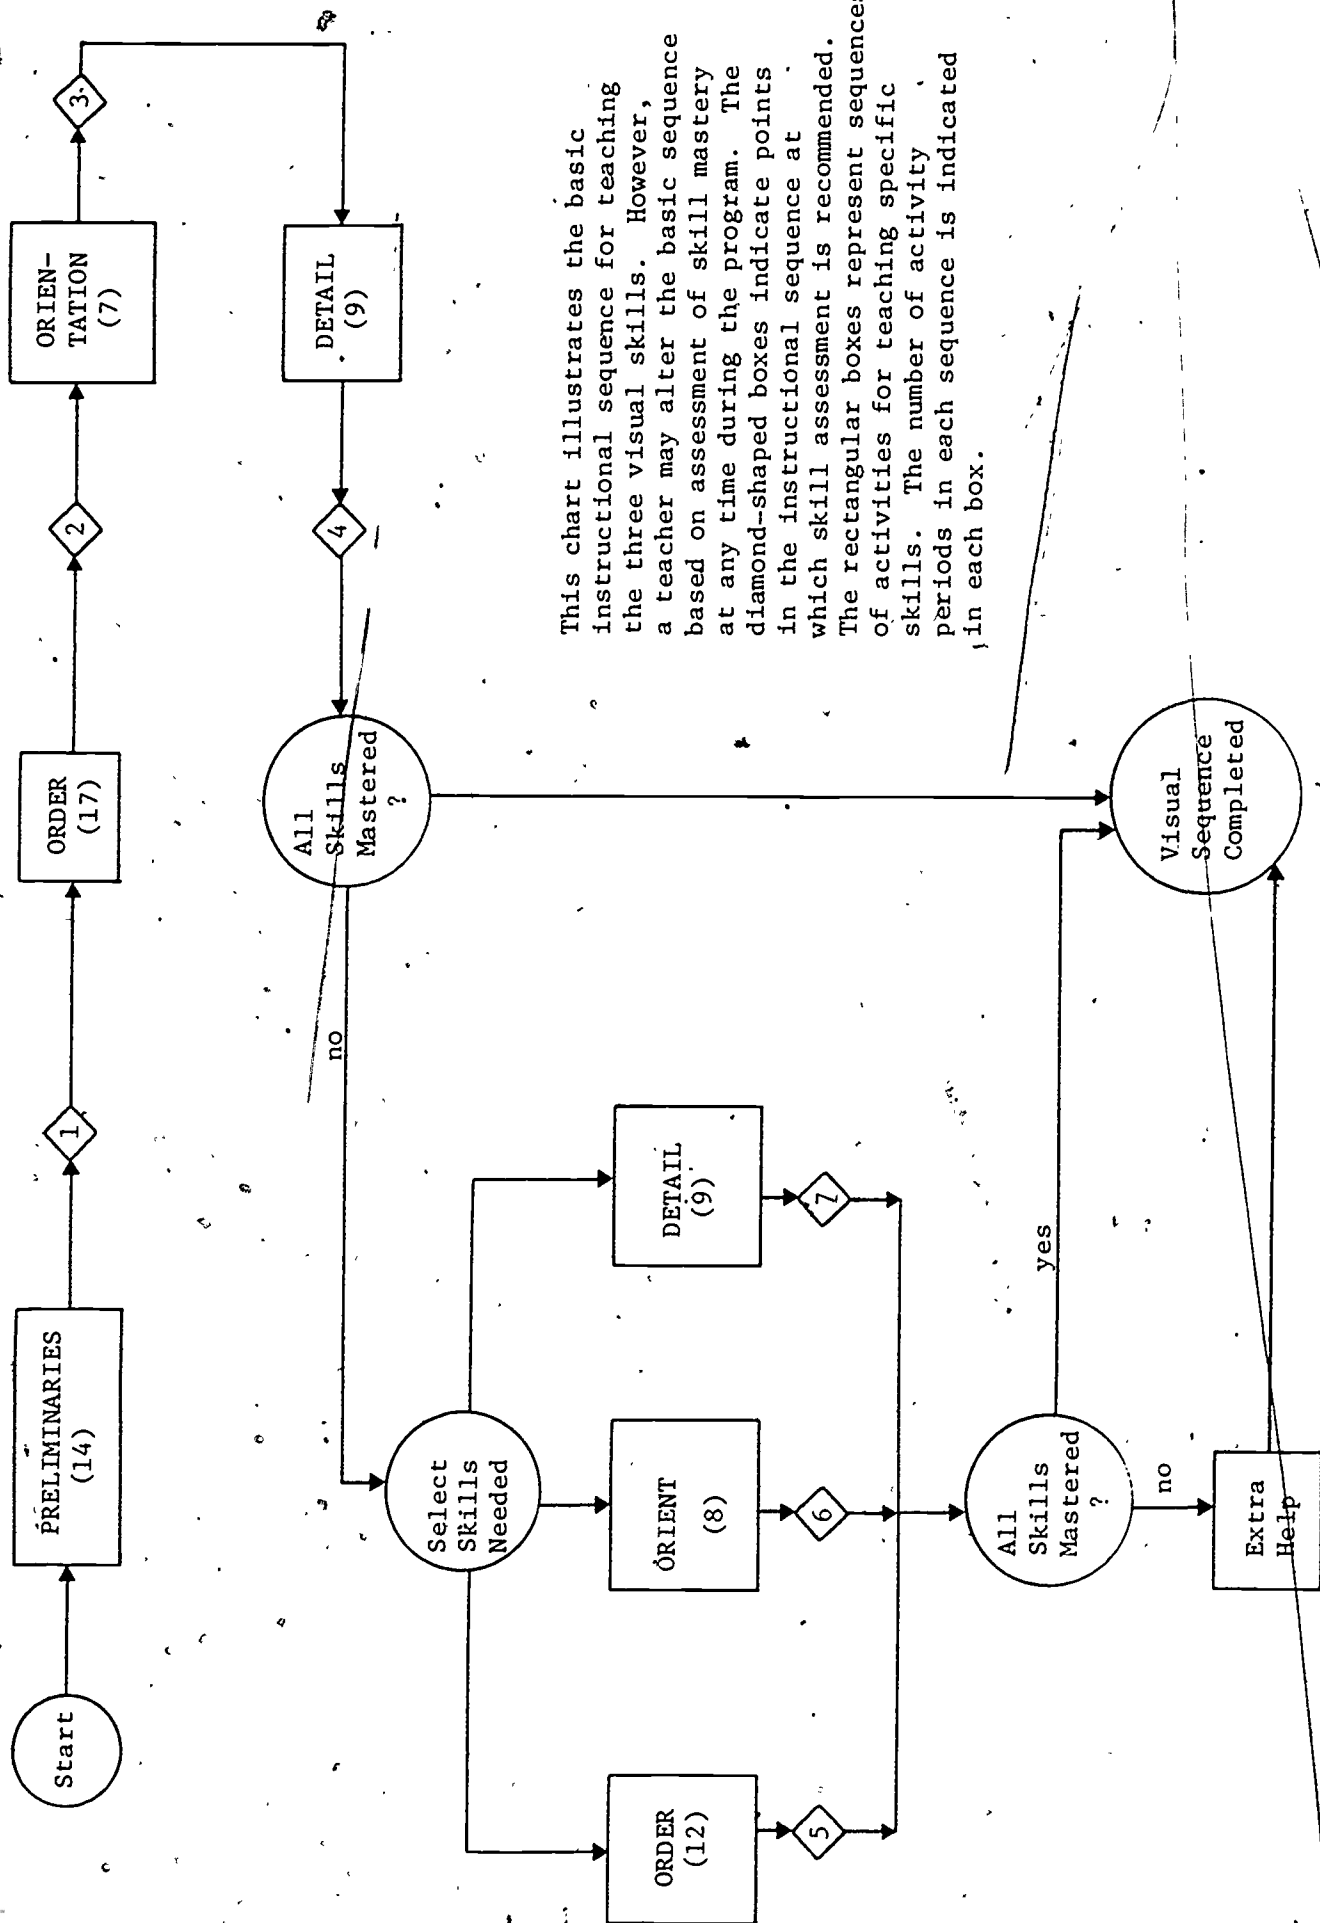 Start
PRELIMINARIES
(14)
1
ORDER
(17)
2
ORIEN-
TATION
(7)
3
DETAIL
(9)
4
All
Skills
Mastered
?
no
Select
Skills
Needed
ORDER
(12)
5
ORIENT
(8)
6
DETAIL
(9)
7
All
Skills
Mastered
?
yes
no
Extra
Help
Visual
Sequence
Completed
This chart illustrates the basic
instructional sequence for teaching
the three visual skills. However,
a teacher may alter the basic sequence
based on assessment of skill mastery
at any time during the program. The
diamond-shaped boxes indicate points
in the instructional sequence at
which skill assessment is recommended.
The rectangular boxes represent sequences
of activities for teaching specific
skills. The number of activity
periods in each sequence is indicated
in each box.